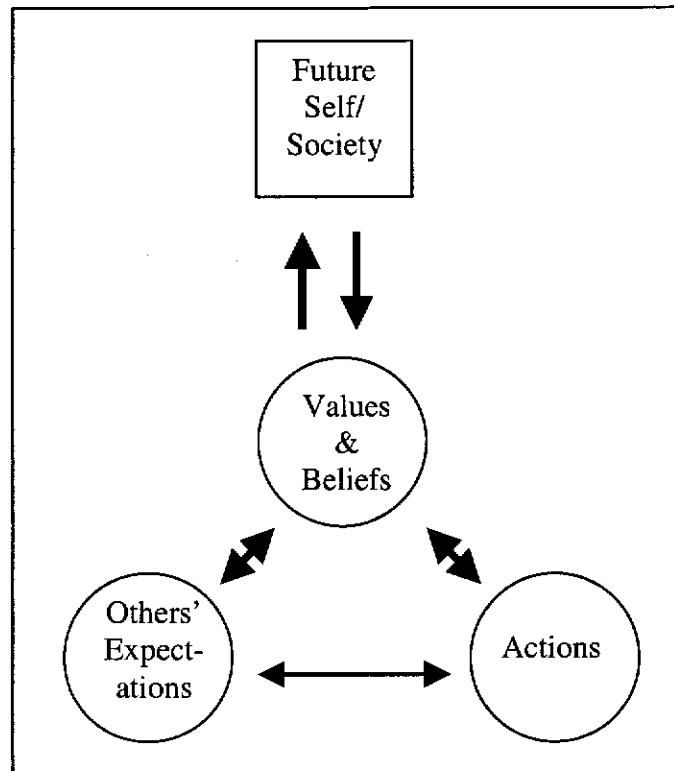 Future
Self/
Society
Values
&
Beliefs
Others’
Expect-
ations
Actions